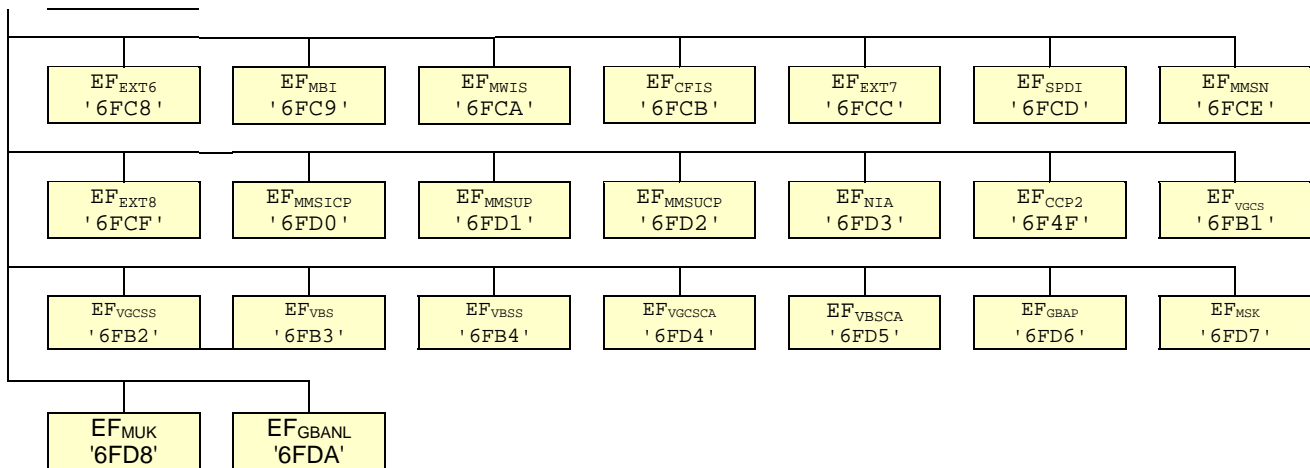 EFEXT6 EFMBI EFMWIS EFCFIS EFEXT7 EFSPDI EFMMSN
'6FC8' '6FC9' '6FCA' '6FCB' '6FCC' '6FCD' '6FCE'
EFEXT8 EFMMSICP EFMMSUP EFMMSUCP EFNIA EFCCP2 EFVGCS
'6FCF' '6FD0' '6FD1' '6FD2' '6FD3' '6F4F' '6FB1'
EFVGCSS EFVBS EFVBSS EFVGCSCA EFVBSCA EFGBAP EFMSK
'6FB2' '6FB3' '6FB4' '6FD4' '6FD5' '6FD6' '6FD7'
EFMUK EFGBANL
'6FD8' '6FDA'